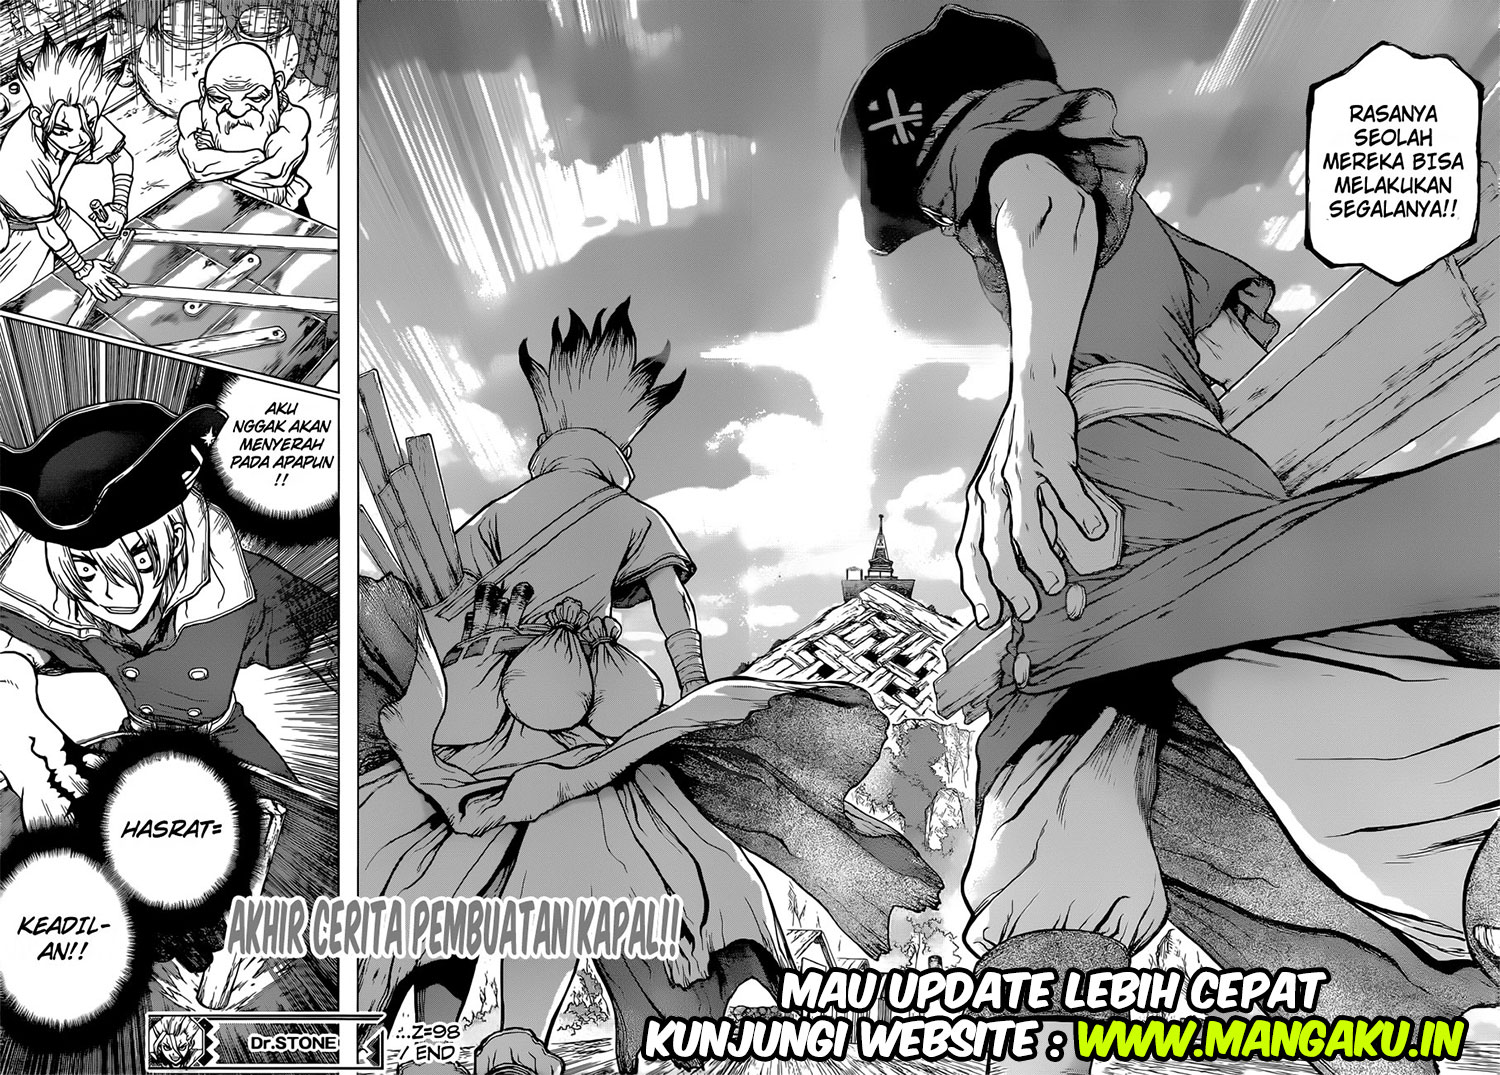 RASANYA
SEOLAH
MEREKA BISA
MELAKUKAN
SEGALANYA!!
AKU
NGGAK AKAN
MENYERAH
PADA APAPUN
!!
HASRAT=
KEADIL-
AN!!
AKHIR CERITA PEMBUATAN KAPAL!!
Dr.STONE
.:.Z=98
/ END
MAU UPDATE LEBIH CEPAT
KUNJUNGI WEBSITE : WWW.MANGAKU.IN